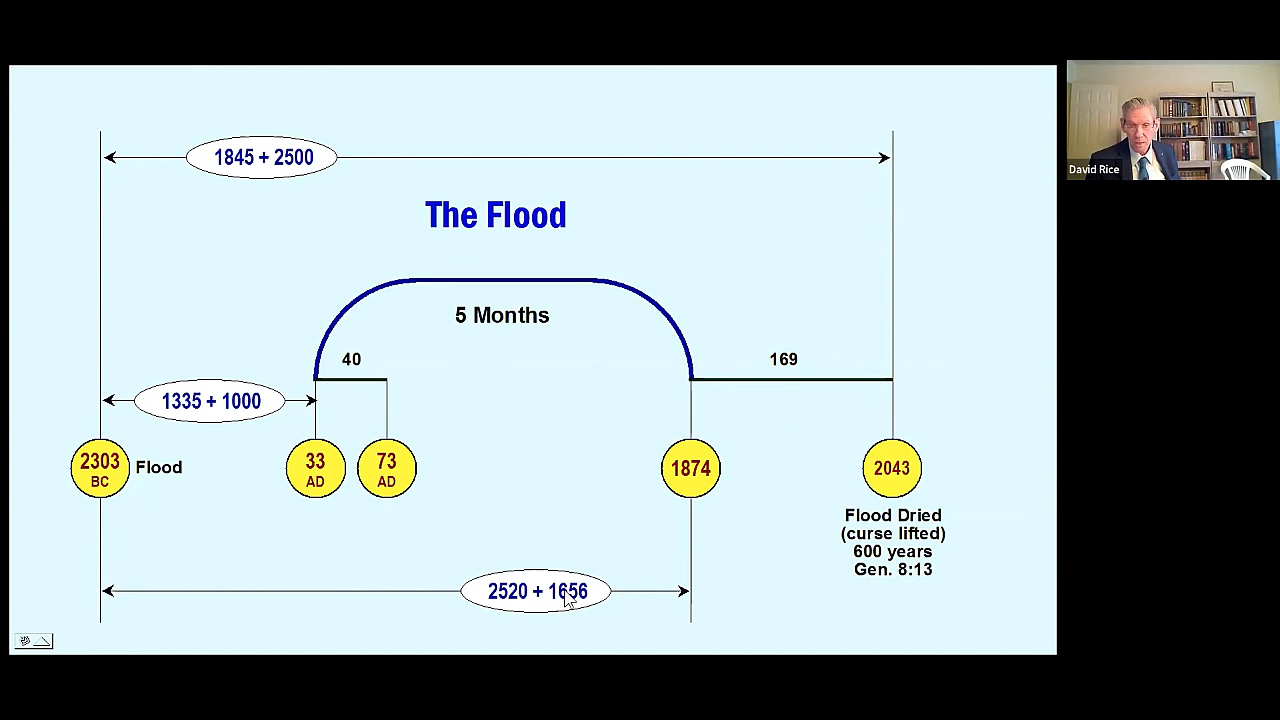 1845 + 2500
David Rice
The Flood
5 Months
40
169
1335 + 1000
2303
BC
Flood
33
AD
73
AD
1874
2043
Flood Dried
(curse lifted)
600 years
Gen. 8:13
2520 + 1656